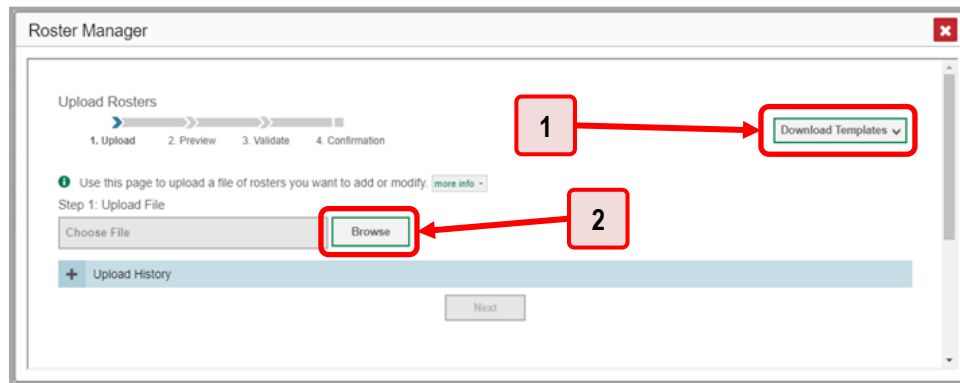 Roster Manager
Upload Rosters
1. Upload 2. Preview 3. Validate 4. Confirmation
1
Download Templates
Use this page to upload a file of rosters you want to add or modify. more info
Step 1: Upload File
Choose File Browse
2
Upload History
Next